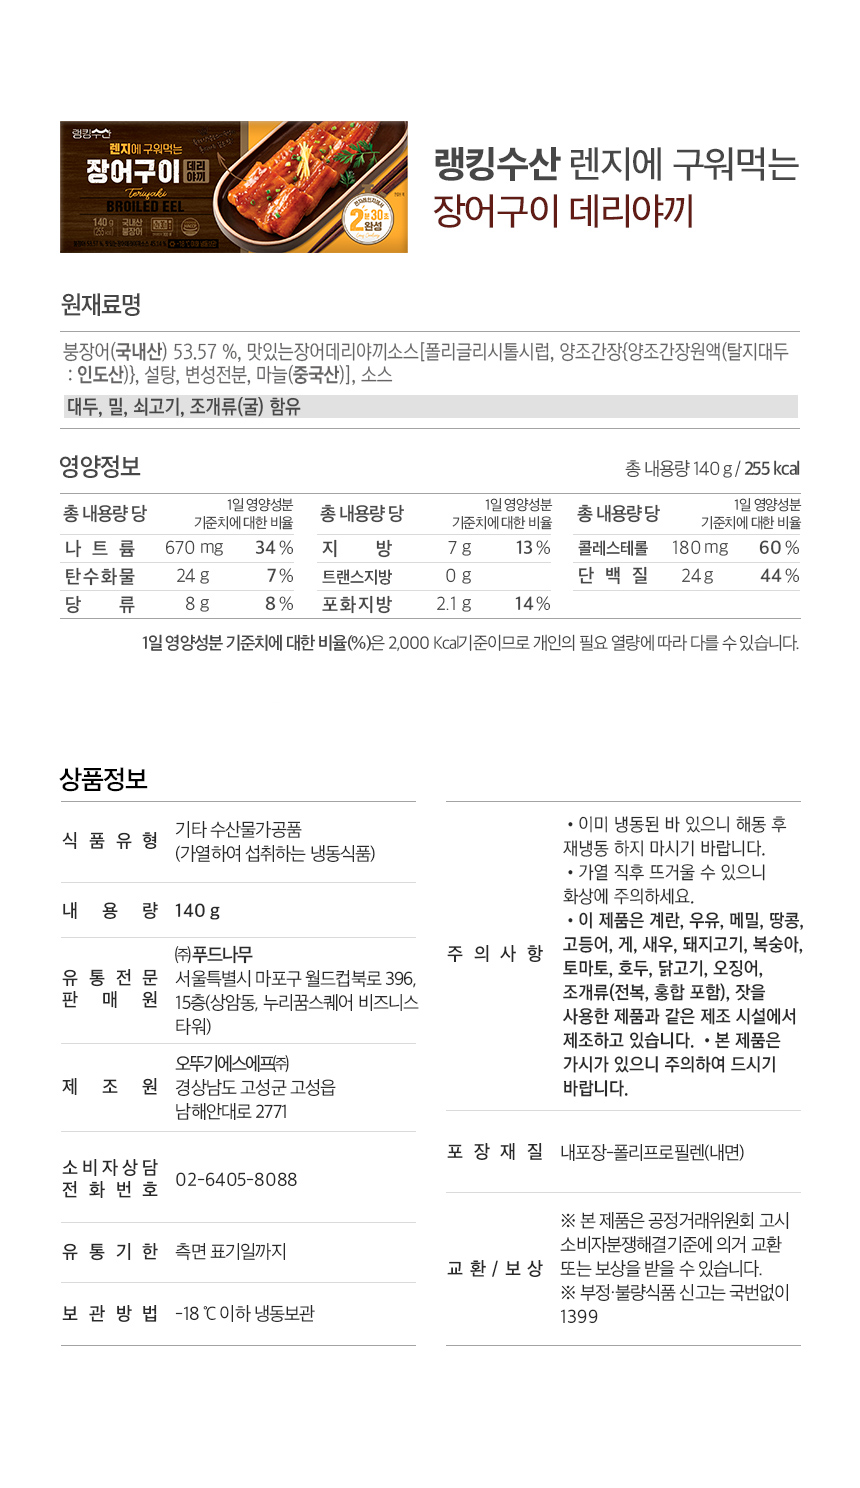 랭킹수산
렌지에 구워먹는
장어구이 데리
야끼
Teriyaki
BROILED EEL
140 g 국내산
(255 kcal) 붕장어
2분 30초
완성
랭킹수산 렌지에 구워먹는
장어구이 데리야끼
원재료명
붕장어(국내산) 53.57 %, 맛있는장어데리야끼소스[폴리글리시톨시럽, 양조간장{양조간장원액(탈지대두
: 인도산)}, 설탕, 변성전분, 마늘(중국산)], 소스
대두, 밀, 쇠고기, 조개류(굴) 함유
영양정보 총 내용량 140 g / 255 kcal
총 내용량 당 1일 영양성분 기준치에 대한 비율 총 내용량 당 1일 영양성분 기준치에 대한 비율 총 내용량 당 1일 영양성분 기준치에 대한 비율
나트륨 670 mg 34 % 지방 7 g 13 % 콜레스테롤 180 mg 60 %
탄수화물 24 g 7 % 트랜스지방 0 g 단백질 24 g 44 %
당류 8 g 8 % 포화지방 2.1 g 14 %
1일 영양성분 기준치에 대한 비율(%)은 2,000 Kcal기준이므로 개인의 필요 열량에 따라 다를 수 있습니다.
상품정보
식품유형 기타 수산물가공품
(가열하여 섭취하는 냉동식품)
내용량 140 g
유통전문
판매원
㈜푸드나무
서울특별시 마포구 월드컵북로 396,
15층(상암동, 누리꿈스퀘어 비즈니스
타워)
제조원
오뚜기에스에프㈜
경상남도 고성군 고성읍
남해안대로 2771
소비자상담
전화번호
02-6405-8088
유통기한 측면 표기일까지
보관방법 -18 ℃ 이하 냉동보관
주의사항
• 이미 냉동된 바 있으니 해동 후
재냉동 하지 마시기 바랍니다.
• 가열 직후 뜨거울 수 있으니
화상에 주의하세요.
• 이 제품은 계란, 우유, 메밀, 땅콩,
고등어, 게, 새우, 돼지고기, 복숭아,
토마토, 호두, 닭고기, 오징어,
조개류(전복, 홍합 포함), 잣을
사용한 제품과 같은 제조 시설에서
제조하고 있습니다. • 본 제품은
가시가 있으니 주의하여 드시기
바랍니다.
포장재질 내포장-폴리프로필렌(내면)
교환/보상
※ 본 제품은 공정거래위원회 고시
소비자분쟁해결기준에 의거 교환
또는 보상을 받을 수 있습니다.
※ 부정·불량식품 신고는 국번없이
1399